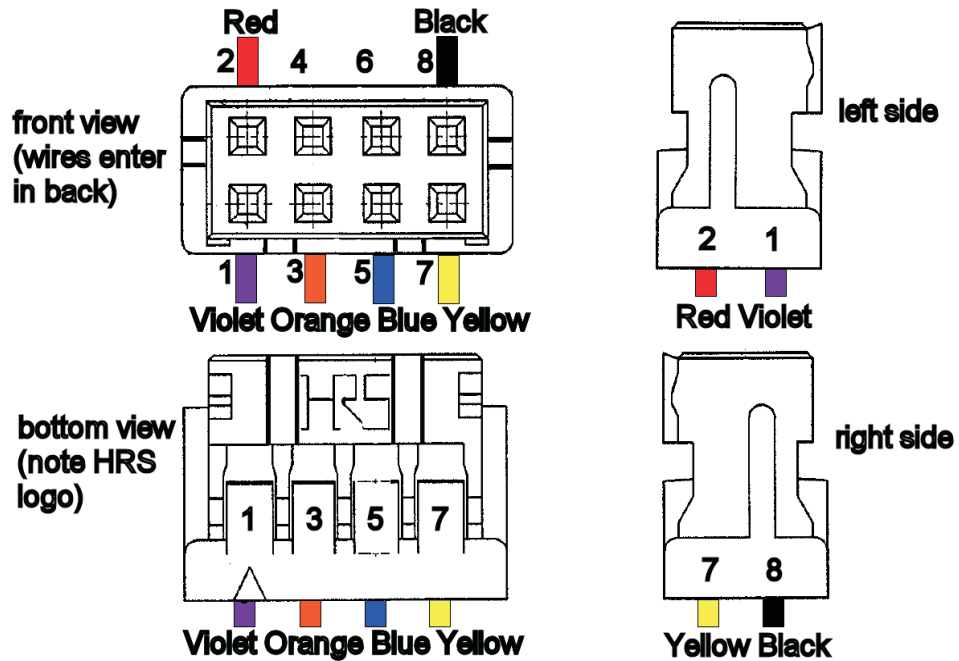 Red Black
2 4 6 8
front view
(wires enter
in back)
1 3 5 7
Violet Orange Blue Yellow
left side
2 1
Red Violet
bottom view
(note HRS
logo)
HRS
1 3 5 7
Violet Orange Blue Yellow
right side
7 8
Yellow Black